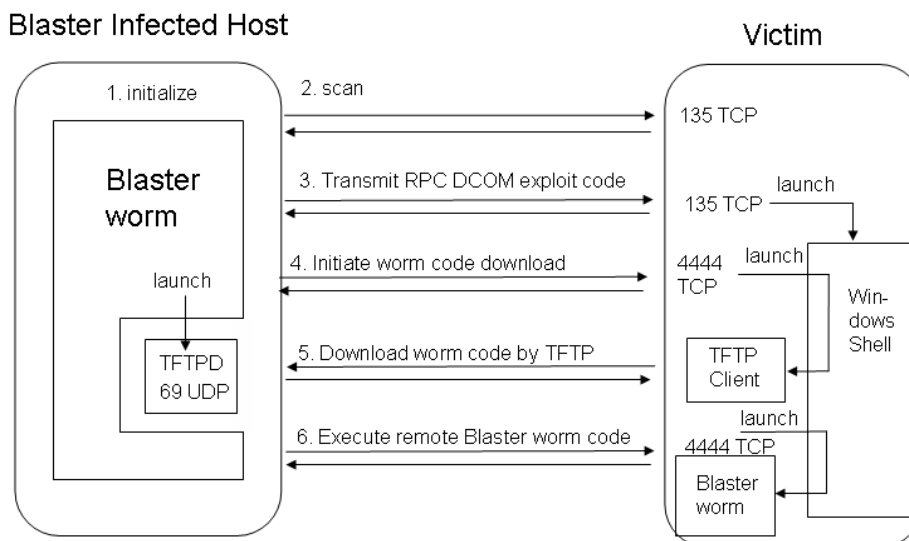 Blaster Infected Host
Victim
1. initialize
2. scan
135 TCP
Blaster
worm
3. Transmit RPC DCOM exploit code
launch
135 TCP
4. Initiate worm code download
launch
4444
TCP
launch
Win-
dows
Shell
5. Download worm code by TFTP
TFTPD
69 UDP
TFTP
Client
launch
6. Execute remote Blaster worm code
4444 TCP
Blaster
worm